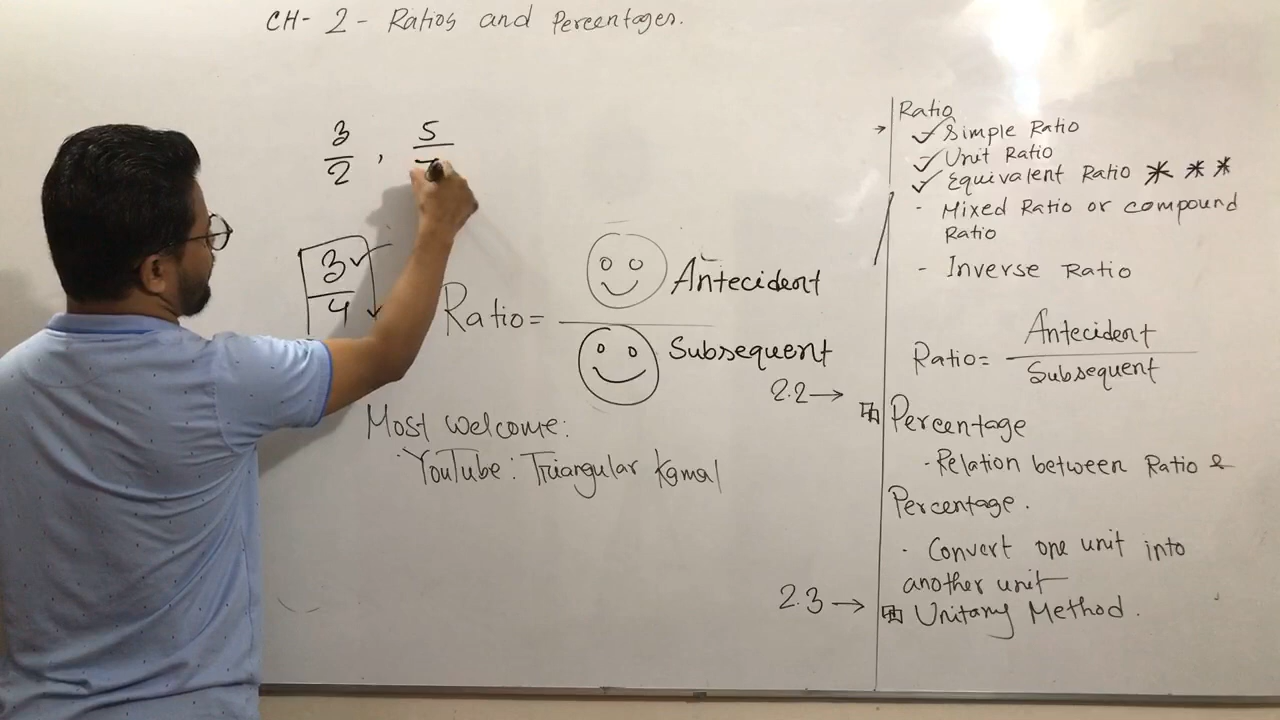 CH- 2 - Ratios and Percentages.
3/2 , 5/
3/4
Ratio= Antecident
Subsequent
Most welcome:
YouTube: Triangular Kamal
Ratio
Simple Ratio
Unit Ratio
Equivalent Ratio ***
- Mixed Ratio or compound
Ratio
- Inverse Ratio
Ratio= Antecident
Subsequent
2.2→
Percentage
· Relation between Ratio &
Percentage.
· Convert one unit into
another unit
2.3→ Unitary Method.